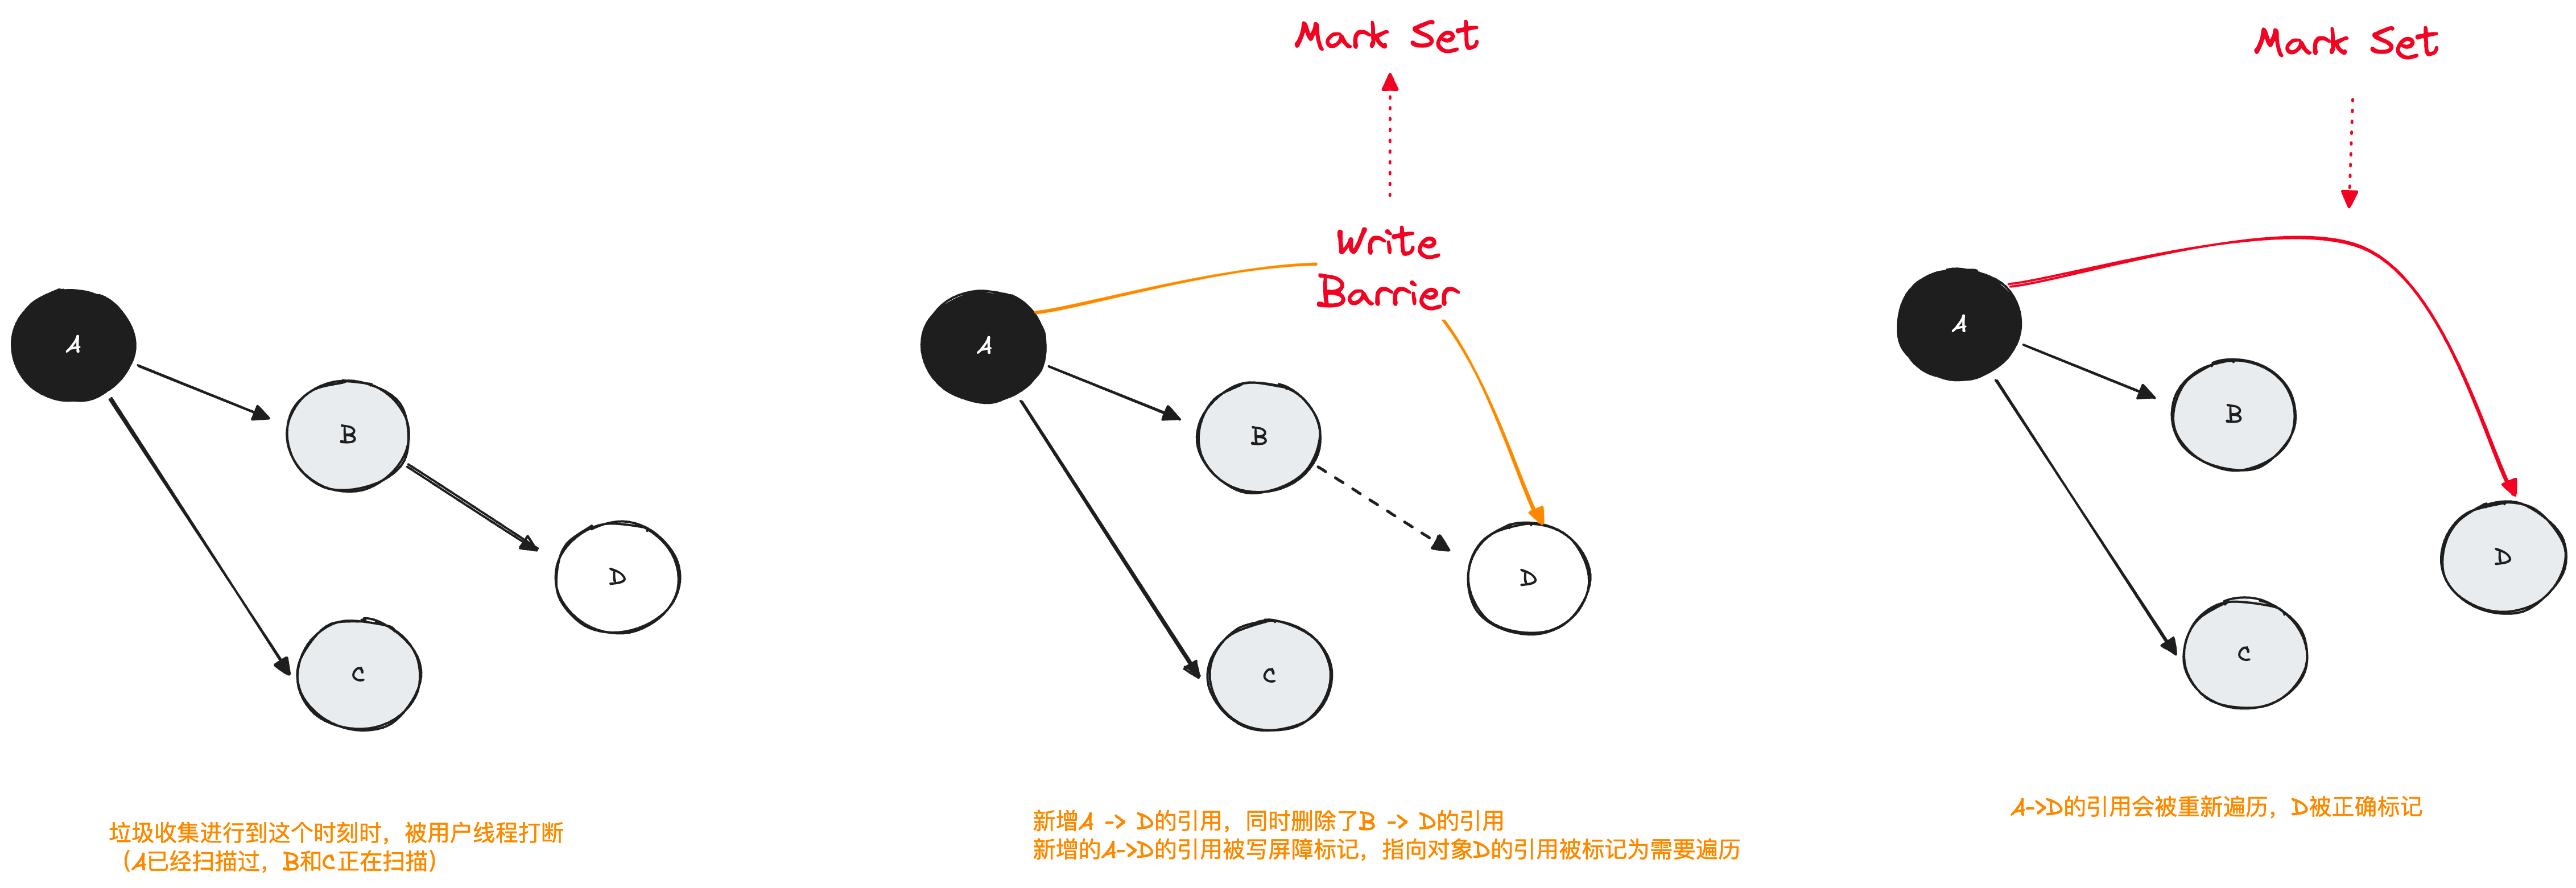 A
B
D
C
垃圾收集进行到这个时刻时，被用户线程打断
（A已经扫描过，B和C正在扫描）
Mark Set
Write
Barrier
A
B
D
C
新增A -> D的引用，同时删除了B -> D的引用
新增的A->D的引用被写屏障标记，指向对象D的引用被标记为需要遍历
Mark Set
A
B
D
C
A->D的引用会被重新遍历，D被正确标记